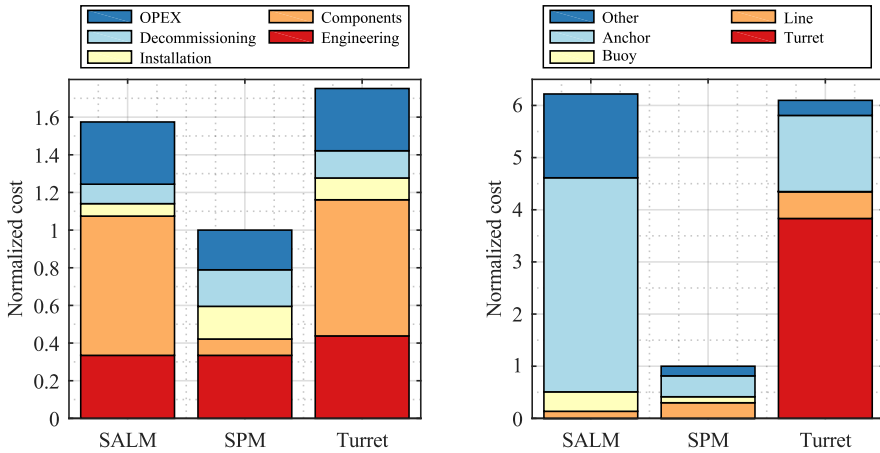 OPEX
Components
Decommissioning
Engineering
Installation
Normalized cost
1.6
1.4
1.2
1
0.8
0.6
0.4
0.2
0
SALM SPM Turret
Other
Line
Anchor
Turret
Buoy
Normalized cost
6
5
4
3
2
1
0
SALM SPM Turret